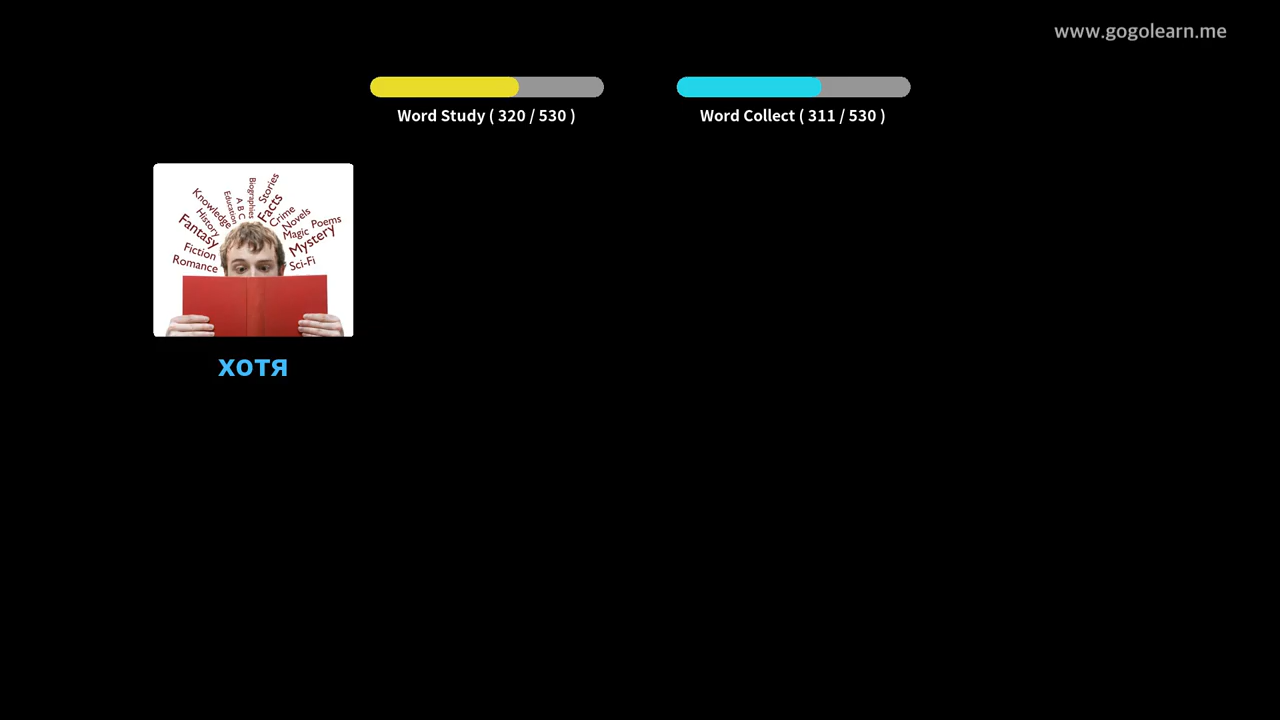 www.gogolearn.me
Word Study ( 320 / 530 )
Word Collect ( 311 / 530 )
Stories
Biographies
Facts
A B C
Education
Knowledge
Crime
History
Novels
Poems
Magic
Fantasy
Mystery
Fiction
Romance
Sci-Fi
хотя